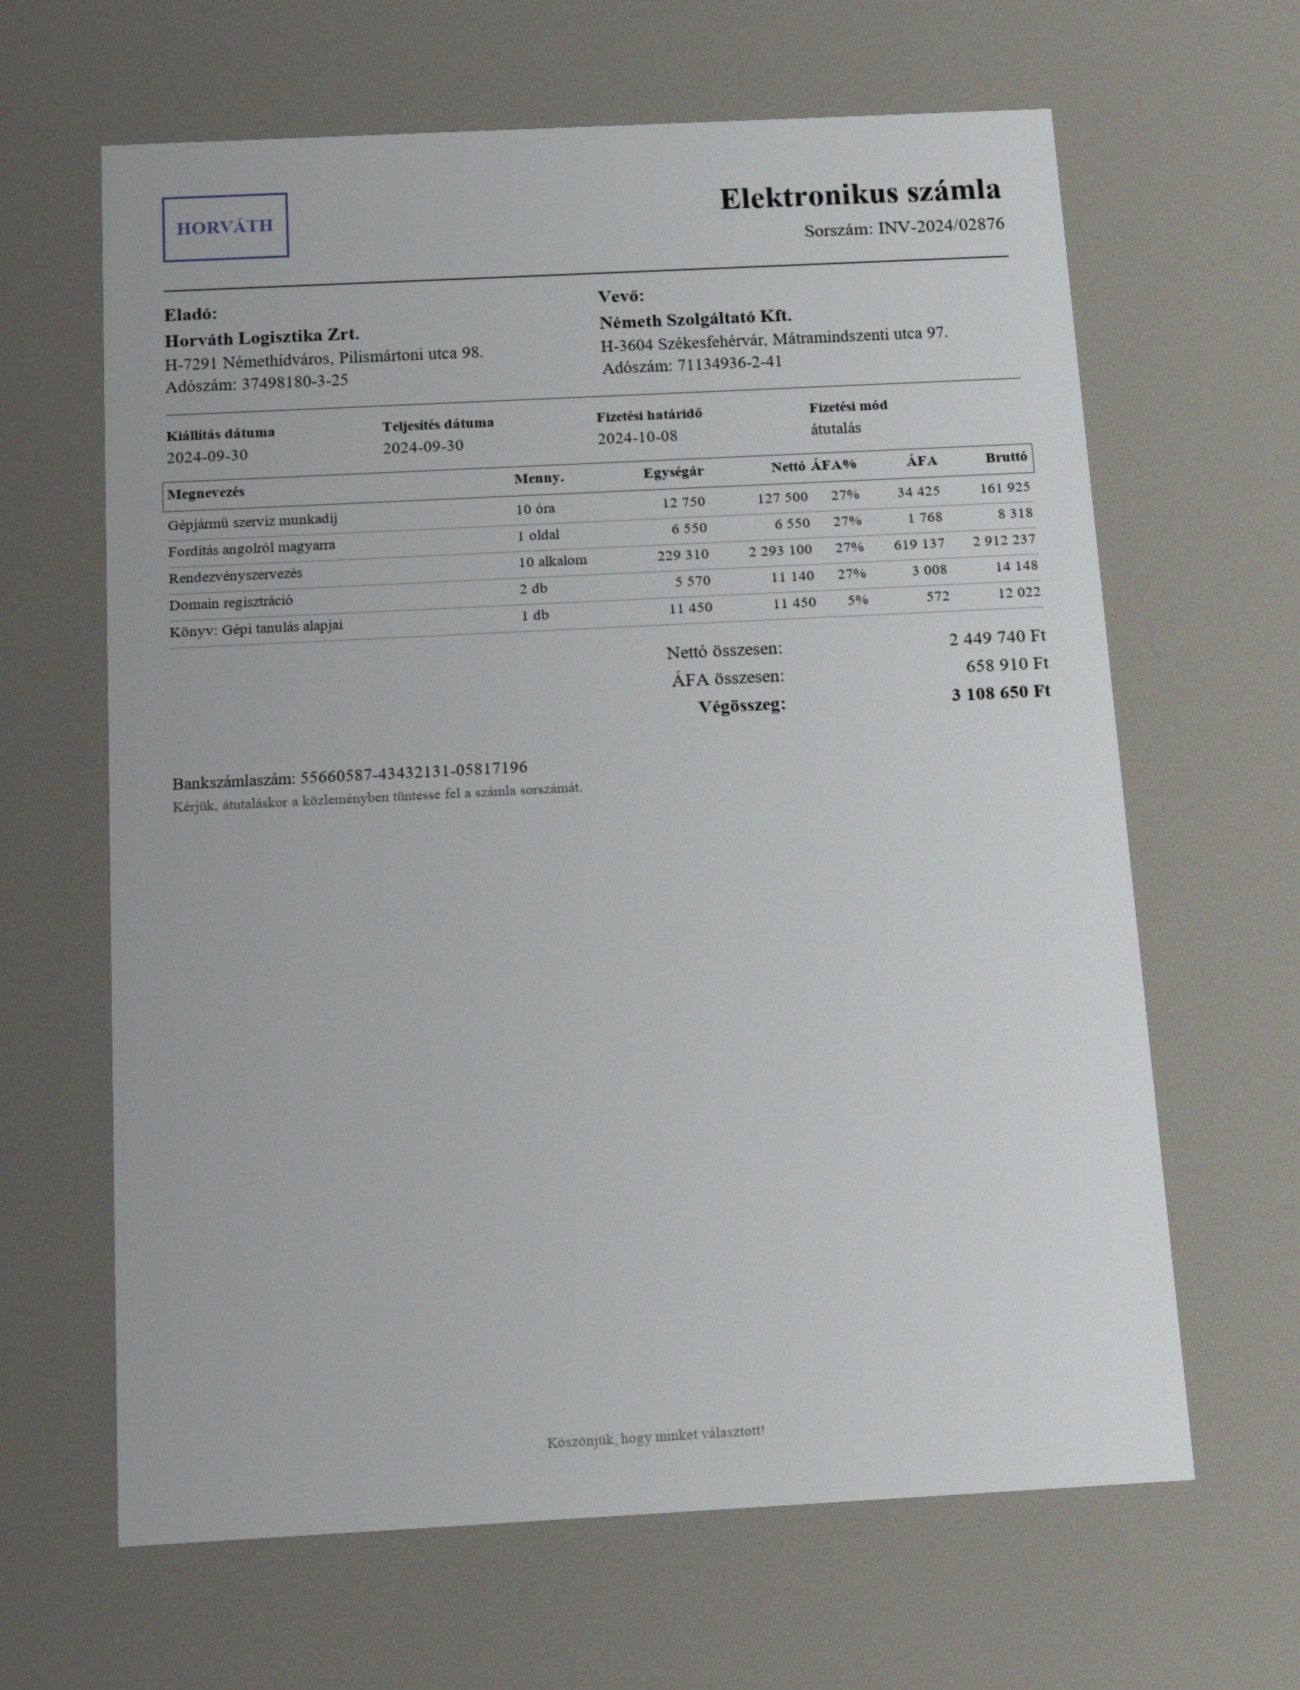 HORVÁTH
Elektronikus számla
Sorszám: INV-2024/02876
Eladó:
Horváth Logisztika Zrt.
H-7291 Némethídváros, Pilismártoni utca 98.
Adószám: 37498180-3-25
Vevő:
Németh Szolgáltató Kft.
H-3604 Székesfehérvár, Mátramindszenti utca 97.
Adószám: 71134936-2-41
Kiállítás dátuma Teljesítés dátuma Fizetési határidő Fizetési mód
2024-09-30 2024-09-30 2024-10-08 átutalás
Megnevezés Menny. Egységár Nettó ÁFA% ÁFA Bruttó
Gépjármű szerviz munkadíj 10 óra 12 750 127 500 27% 34 425 161 925
Fordítás angolról magyarra 1 oldal 6 550 6 550 27% 1 768 8 318
Rendezvényszervezés 10 alkalom 229 310 2 293 100 27% 619 137 2 912 237
Domain regisztráció 2 db 5 570 11 140 27% 3 008 14 148
Könyv: Gépi tanulás alapjai 1 db 11 450 11 450 5% 572 12 022
Nettó összesen: 2 449 740 Ft
ÁFA összesen: 658 910 Ft
Végösszeg: 3 108 650 Ft
Bankszámlaszám: 55660587-43432131-05817196
Kérjük, átutaláskor a közleményben tüntesse fel a számla sorszámát.
Köszönjük, hogy minket választott!